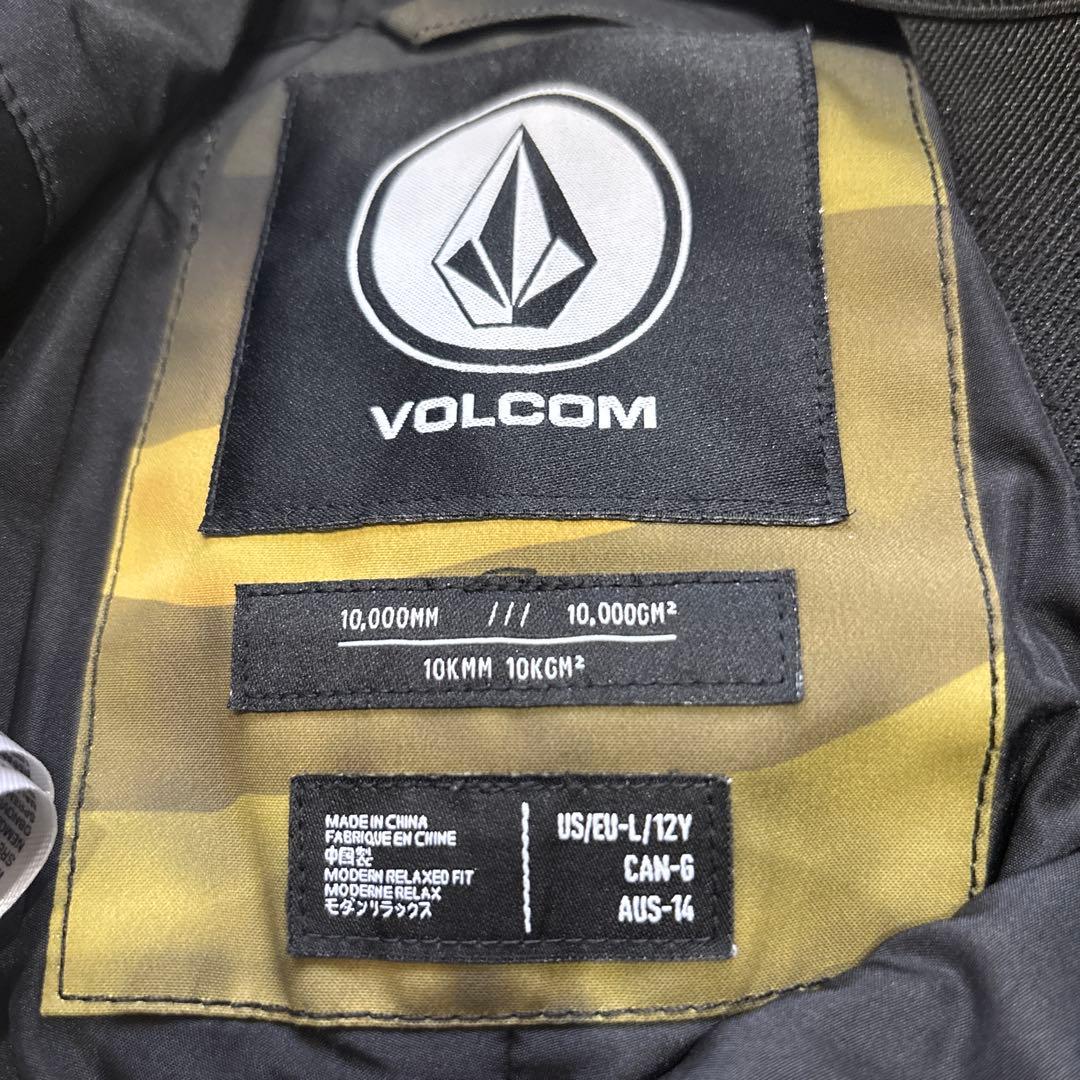 VOLCOM
10,000MM /// 10,000GM²
10KMM 10KGM²
MADE IN CHINA
FABRIQUE EN CHINE
中国製
MODERN RELAXED FIT
MODERNE RELAX
モダンリラックス
US/EU-L/12Y
CAN-G
AUS-14